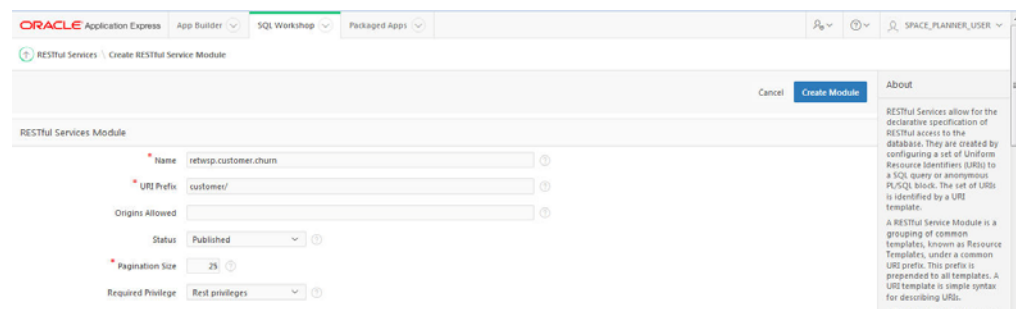 ORACLE Application Express App Builder SQL Workshop Packaged Apps SPACE_PLANNER_USER
RESTful Services \ Create RESTful Service Module
Cancel Create Module
RESTful Services Module
* Name retwsp.customer.churn
* URI Prefix customer/
Origins Allowed
Status Published
* Pagination Size 25
Required Privilege Rest privileges
About
RESTful Services allow for the
declarative specification of
RESTful access to the
database. They are created by
configuring a set of Uniform
Resource Identifiers (URIs) to
a SQL query or anonymous
PL/SQL block. The set of URIs
is identified by a URI
template.
A RESTful Service Module is a
grouping of common
templates, known as Resource
Templates, under a common
URI prefix. This prefix is
prepended to all templates. A
URI template is simple syntax
for describing URIs.